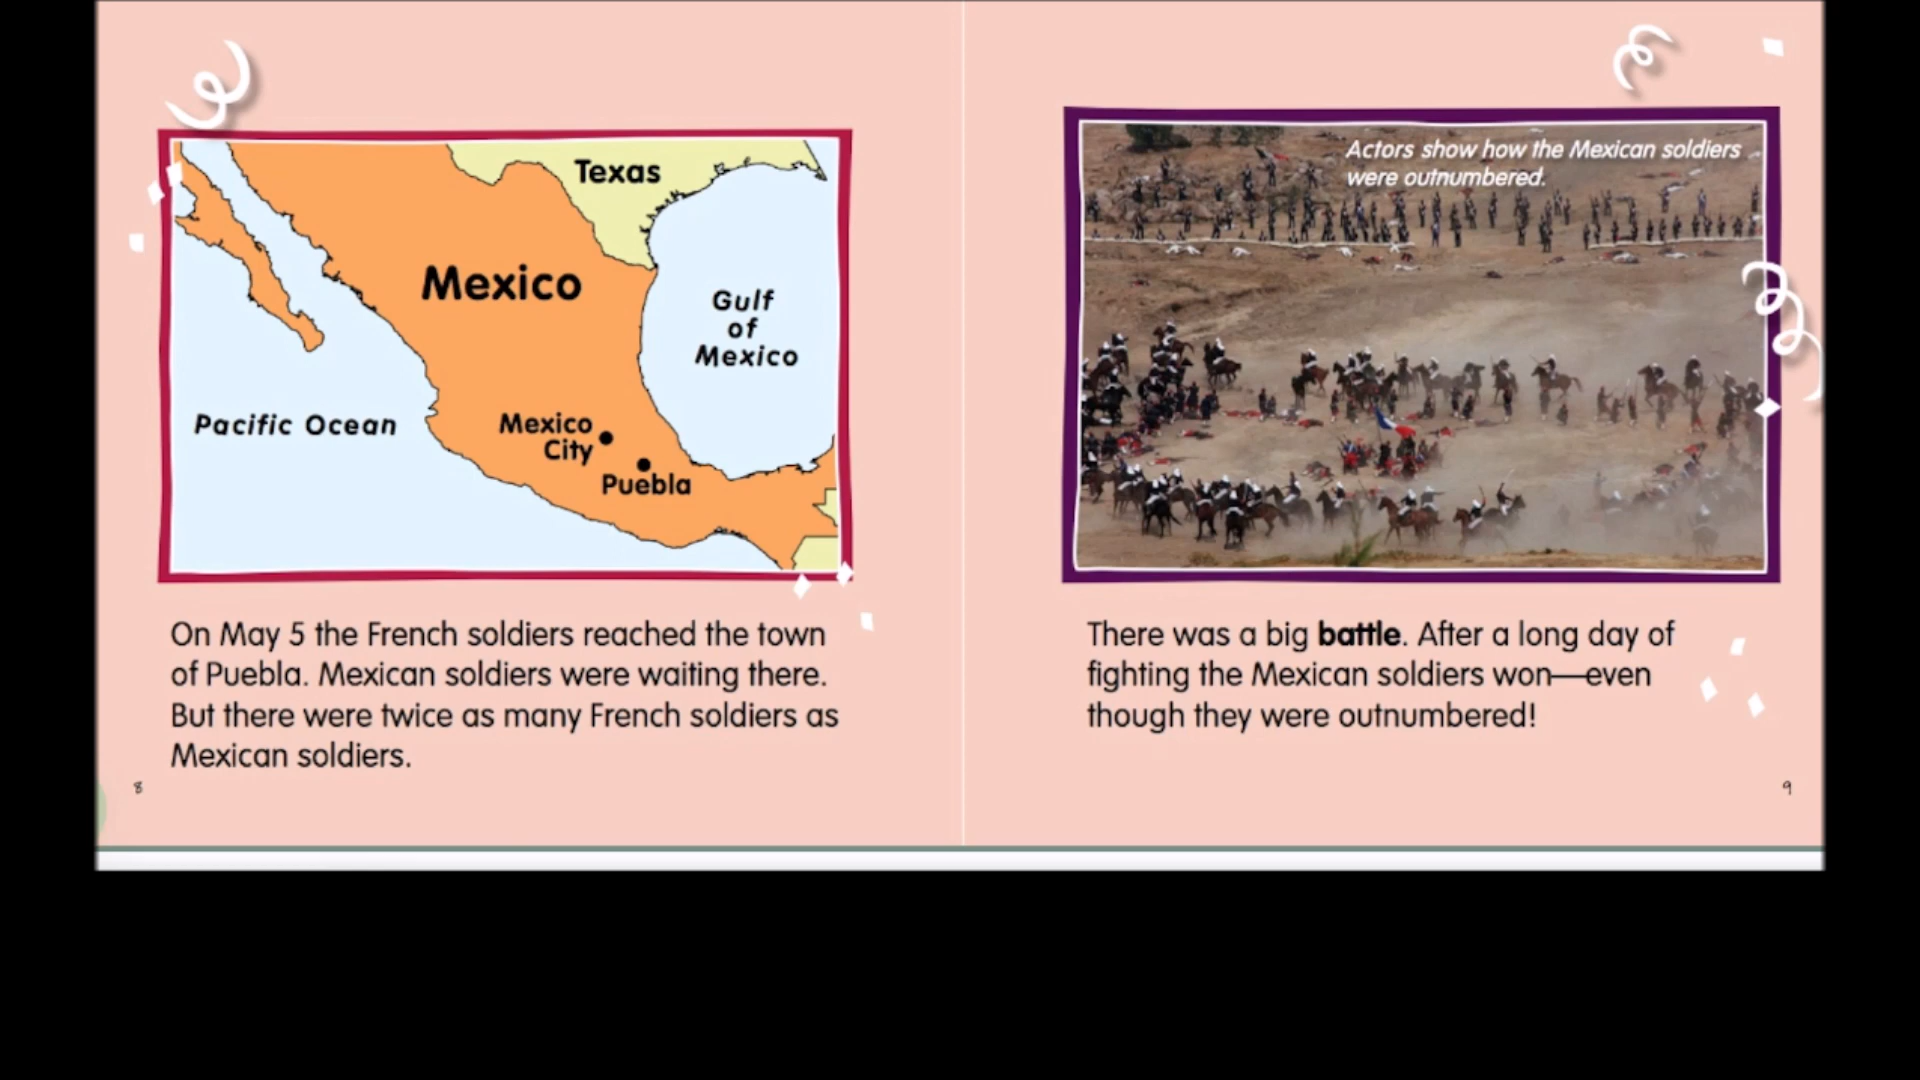 Texas
Mexico
Gulf
of
Mexico
Pacific Ocean
Mexico
City
Puebla
On May 5 the French soldiers reached the town
of Puebla. Mexican soldiers were waiting there.
But there were twice as many French soldiers as
Mexican soldiers.
8
Actors show how the Mexican soldiers
were outnumbered.
There was a big battle. After a long day of
fighting the Mexican soldiers won—even
though they were outnumbered!
9